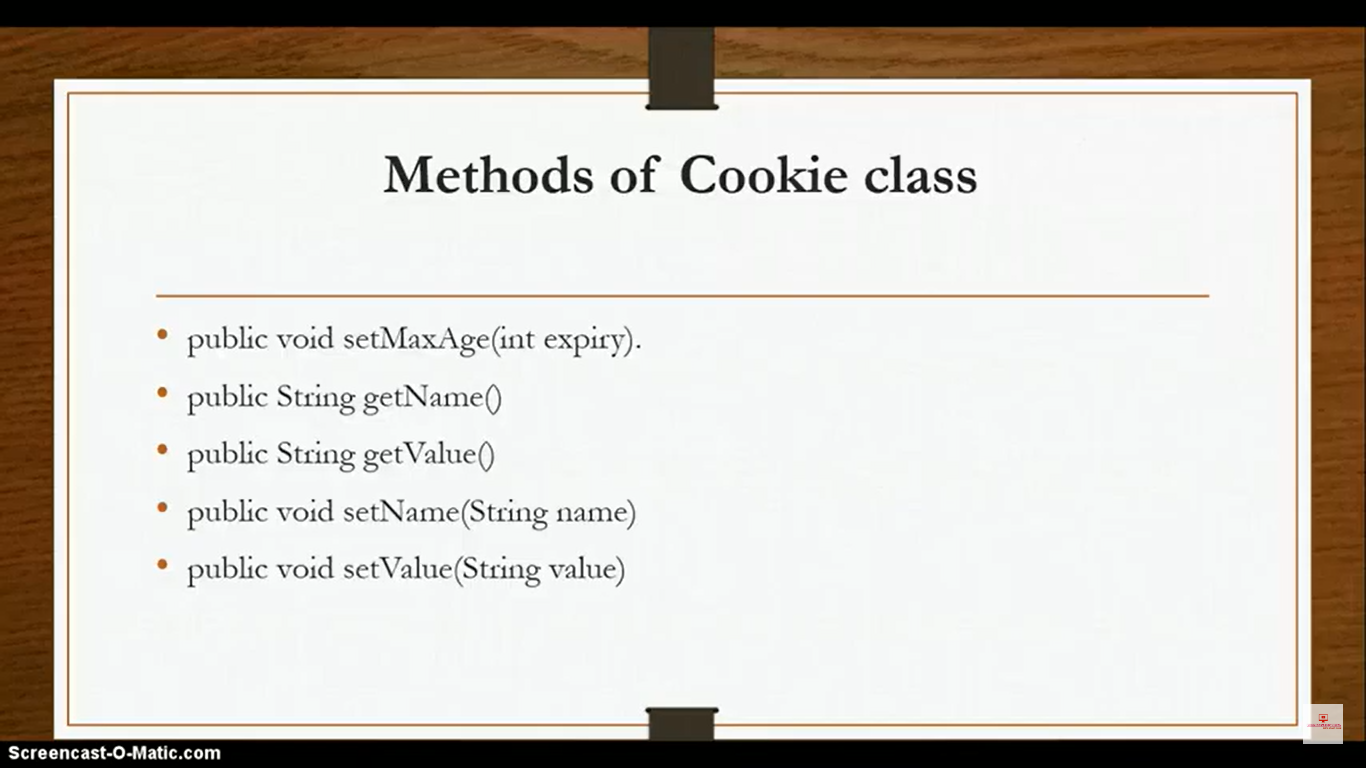 Methods of Cookie class
public void setMaxAge(int expiry).
public String getName()
public String getValue()
public void setName(String name)
public void setValue(String value)
Screencast-O-Matic.com